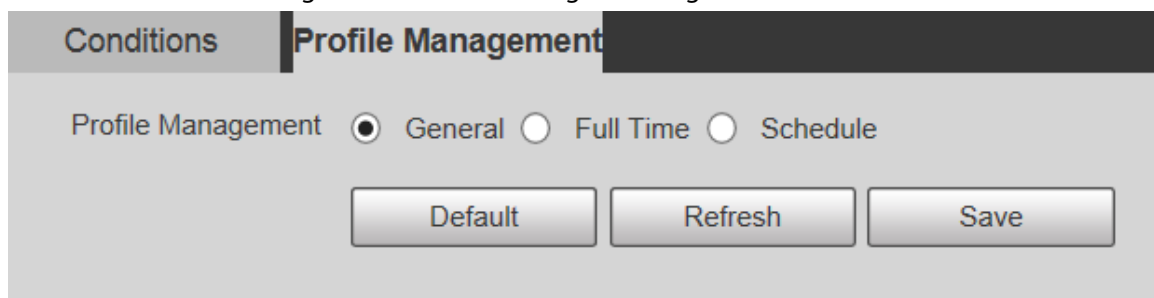 Conditions Profile Management
Profile Management General Full Time Schedule
Default Refresh Save